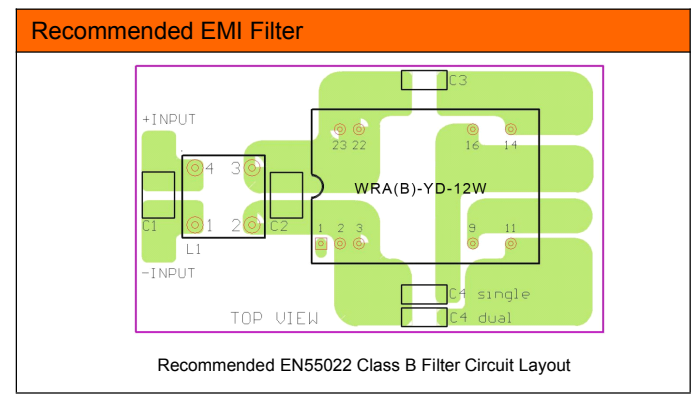 Recommended EMI Filter
C3
+INPUT
23 22
16 14
4 3
WRA(B)-YD-12W
C1
1 2
C2
1 2 3
9 11
L1
-INPUT
C4 single
TOP VIEW
C4 dual
Recommended EN55022 Class B Filter Circuit Layout